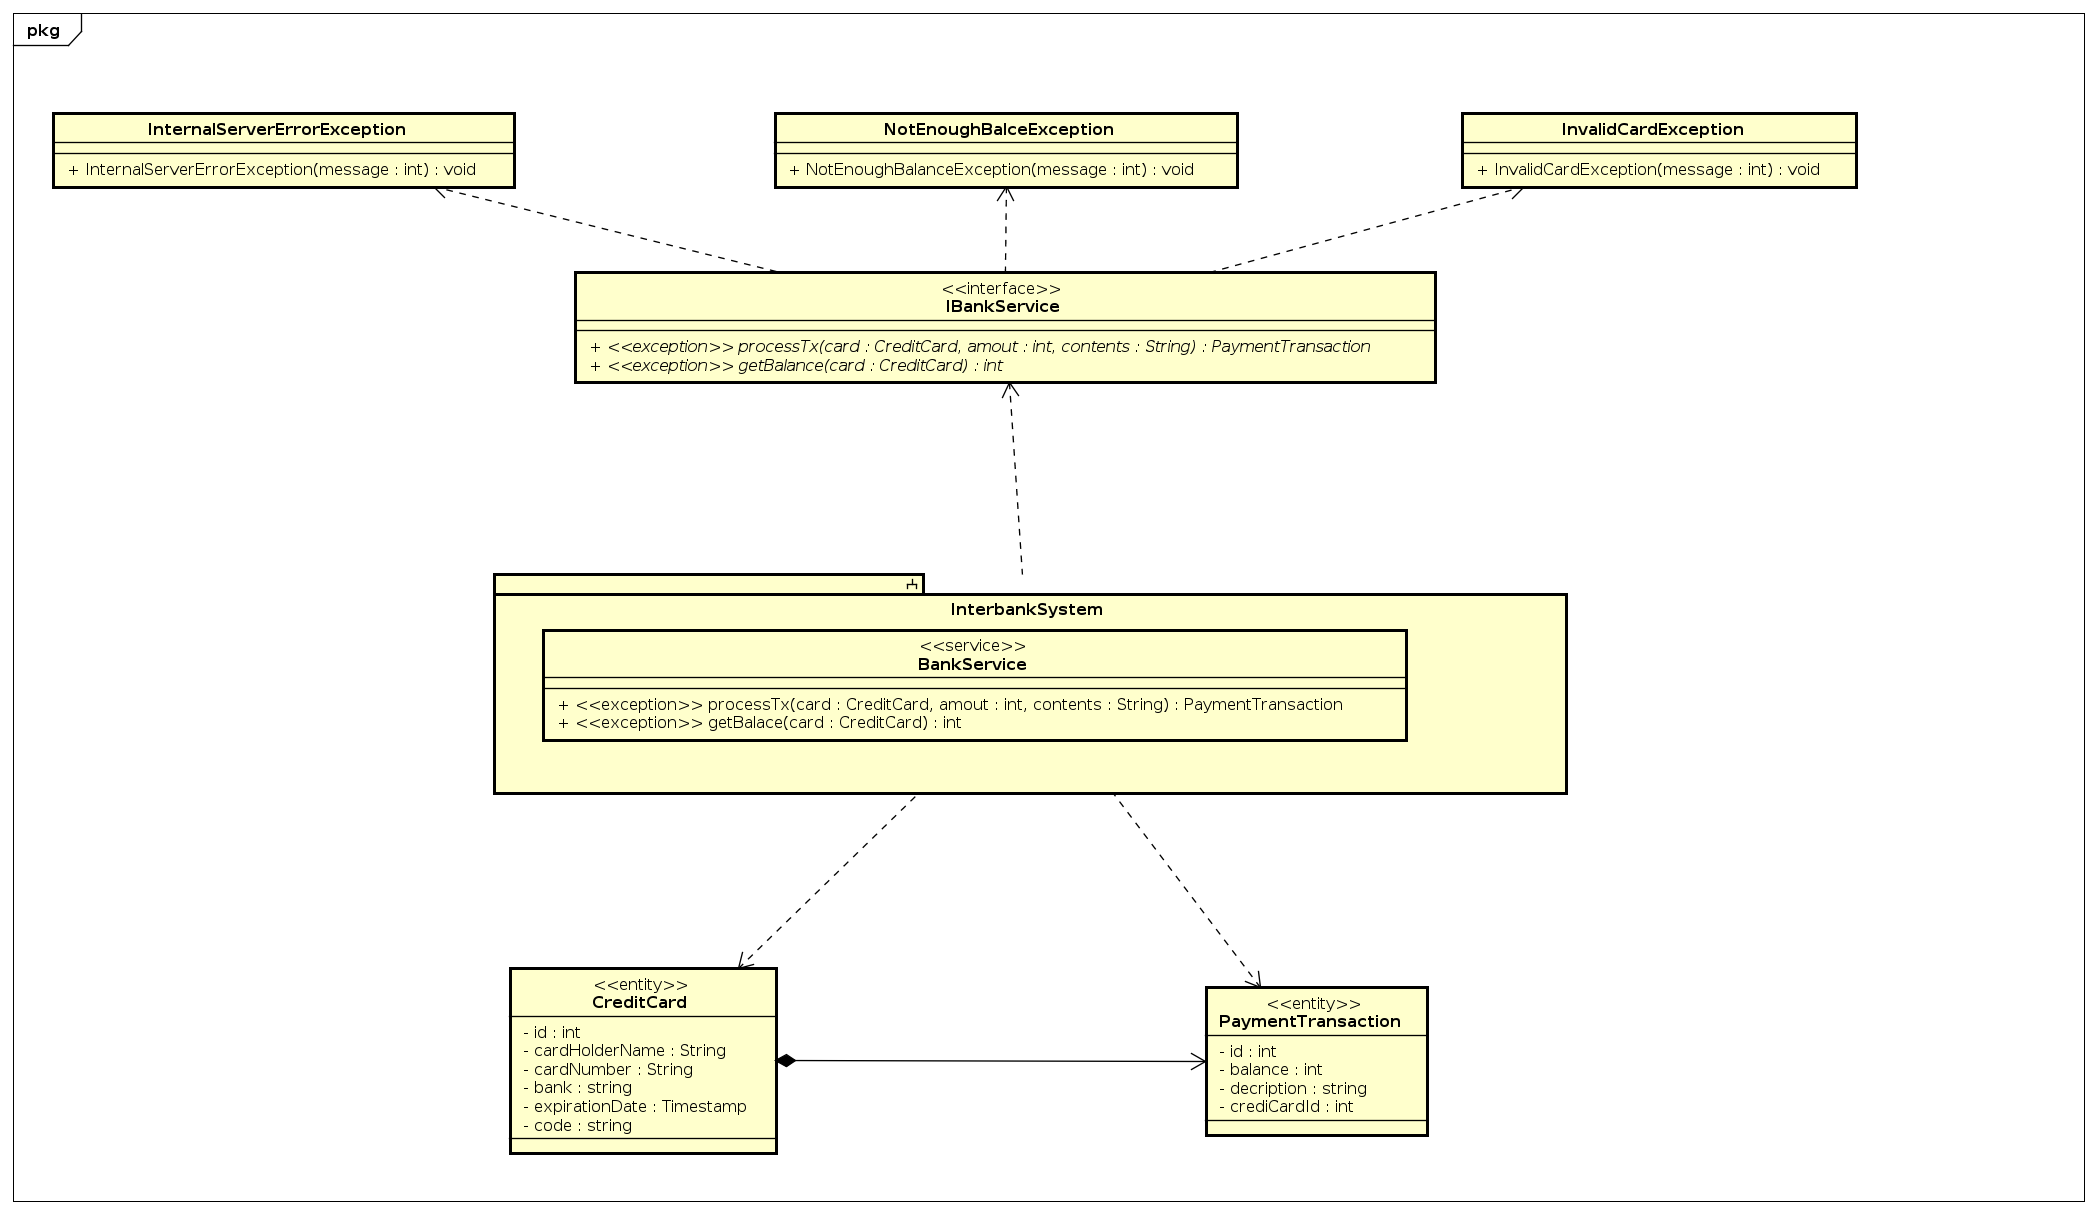 pkg
InternalServerErrorException
+ InternalServerErrorException(message : int) : void
NotEnoughBalceException
+ NotEnoughBalanceException(message : int) : void
InvalidCardException
+ InvalidCardException(message : int) : void
<<interface>>
IBankService
+ <<exception>> processTx(card : CreditCard, amout : int, contents : String) : PaymentTransaction
+ <<exception>> getBalance(card : CreditCard) : int
InterbankSystem
<<service>>
BankService
+ <<exception>> processTx(card : CreditCard, amout : int, contents : String) : PaymentTransaction
+ <<exception>> getBalace(card : CreditCard) : int
<<entity>>
CreditCard
- id : int
- cardHolderName : String
- cardNumber : String
- bank : string
- expirationDate : Timestamp
- code : string
<<entity>>
PaymentTransaction
- id : int
- balance : int
- decription : string
- crediCardId : int